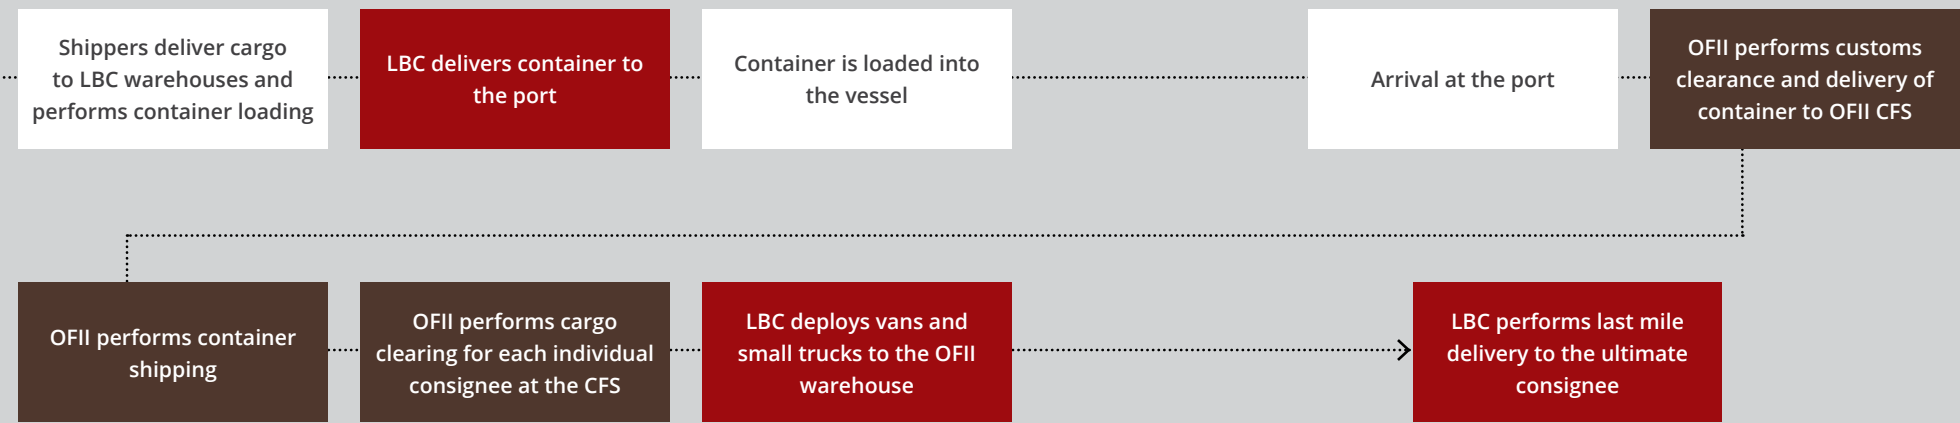 Shippers deliver cargo
to LBC warehouses and
performs container loading
LBC delivers container to
the port
Container is loaded into
the vessel
Arrival at the port
OFII performs customs
clearance and delivery of
container to OFII CFS
OFII performs container
shipping
OFII performs cargo
clearing for each individual
consignee at the CFS
LBC deploys vans and
small trucks to the OFII
warehouse
LBC performs last mile
delivery to the ultimate
consignee